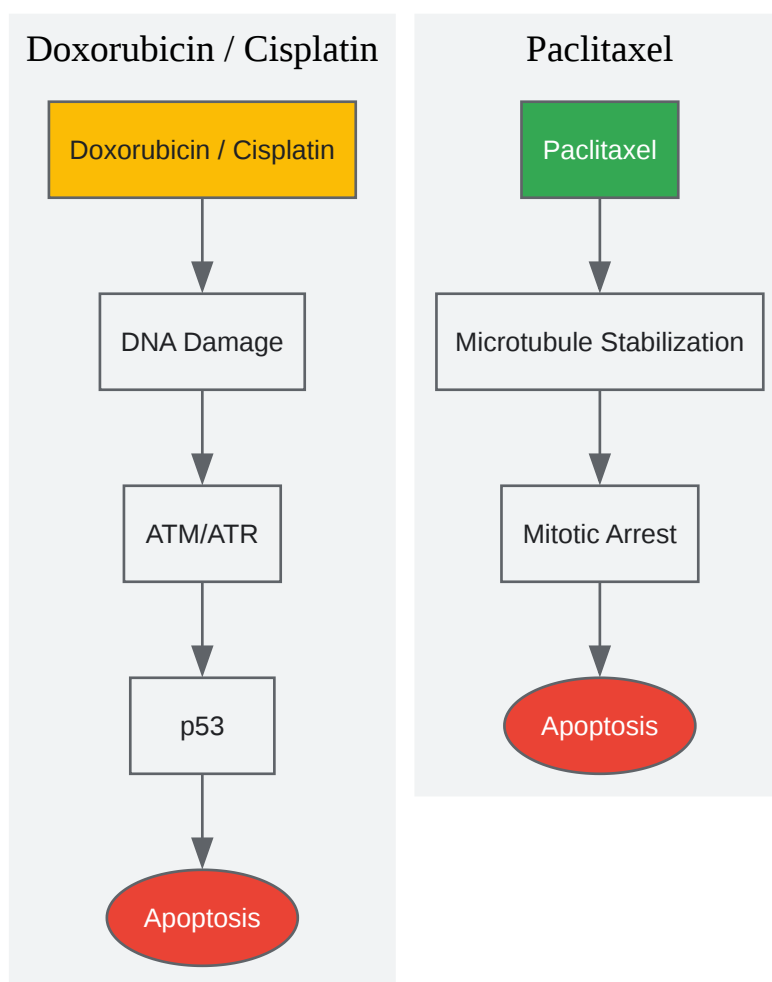 Doxorubicin / Cisplatin
Doxorubicin / Cisplatin
DNA Damage
ATM/ATR
p53
Apoptosis
Paclitaxel
Paclitaxel
Microtubule Stabilization
Mitotic Arrest
Apoptosis